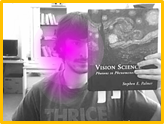 VISION SCIENCE
Photons to Phenomenology
Stephen E. Palmer
THRICE